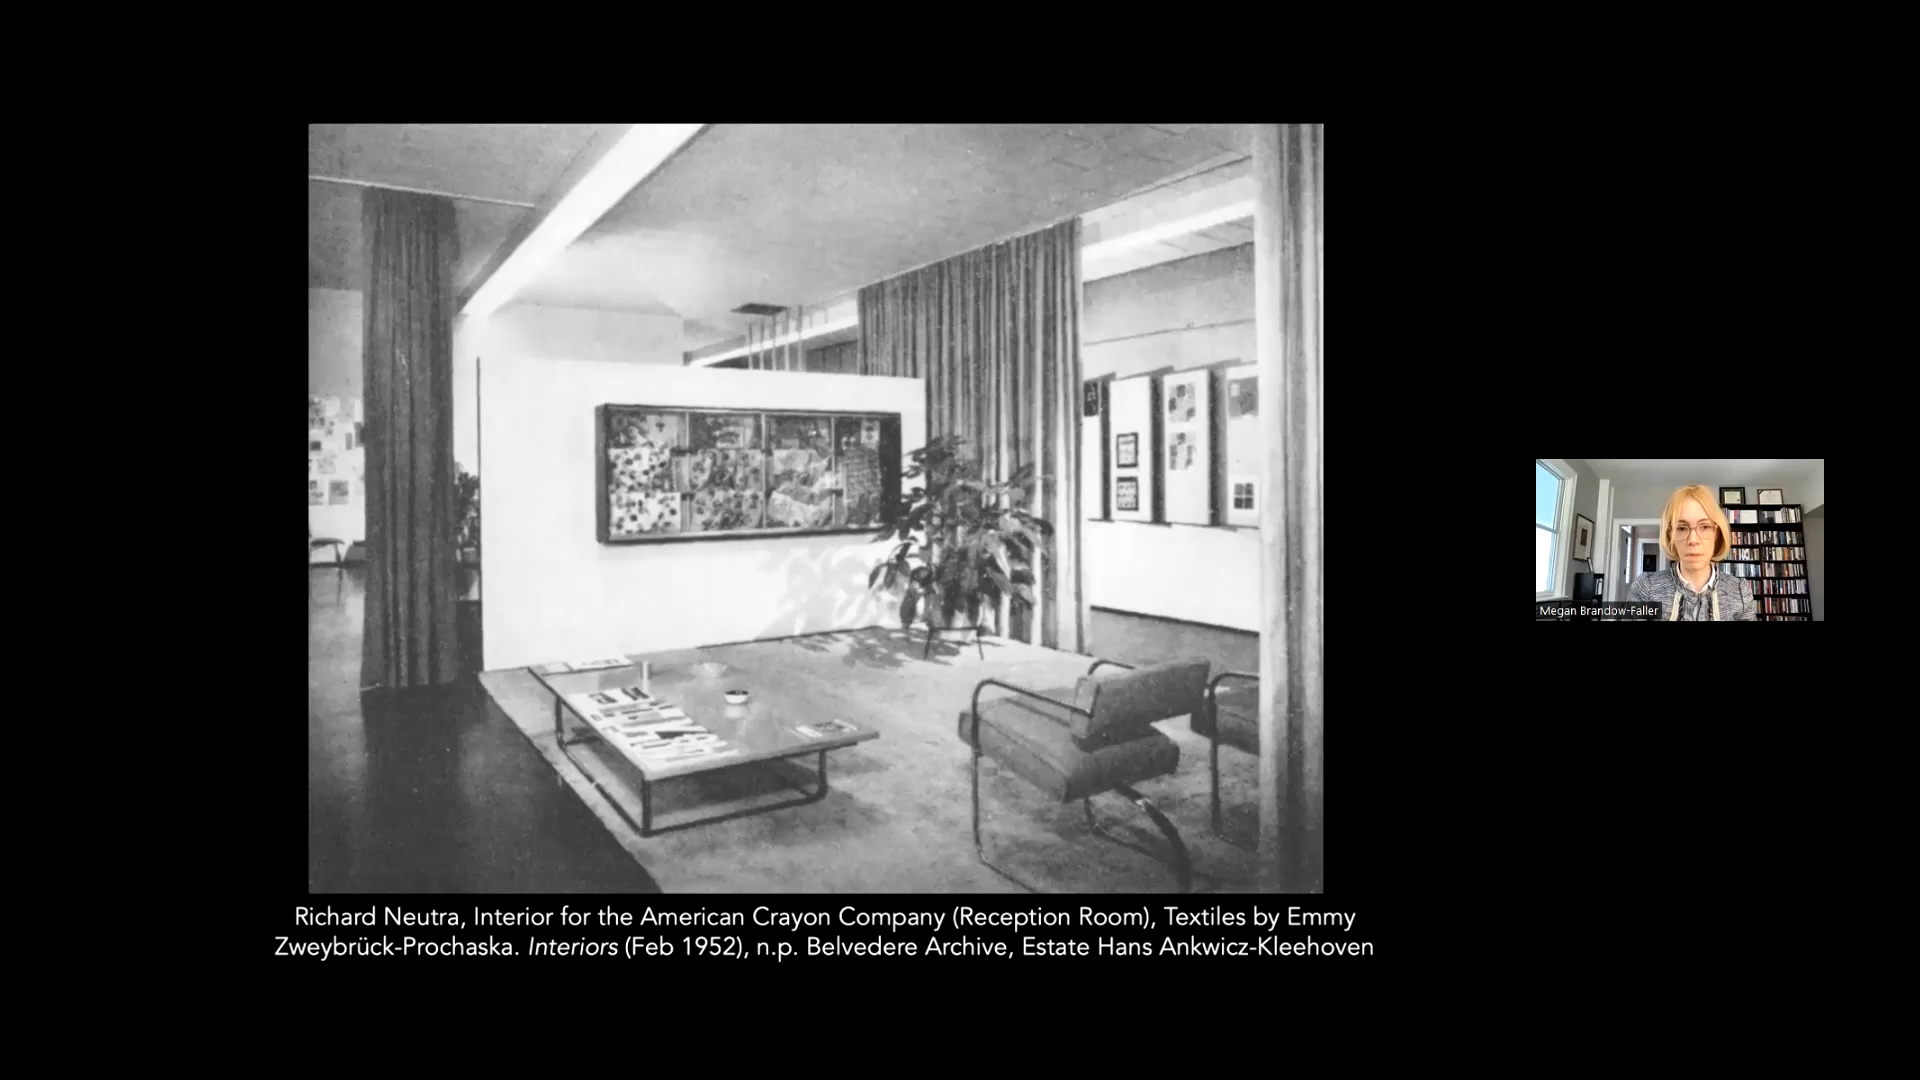 Richard Neutra, Interior for the American Crayon Company (Reception Room), Textiles by Emmy
Zweybrück-Prochaska. Interiors (Feb 1952), n.p. Belvedere Archive, Estate Hans Ankwicz-Kleehoven
Megan Brandow-Faller